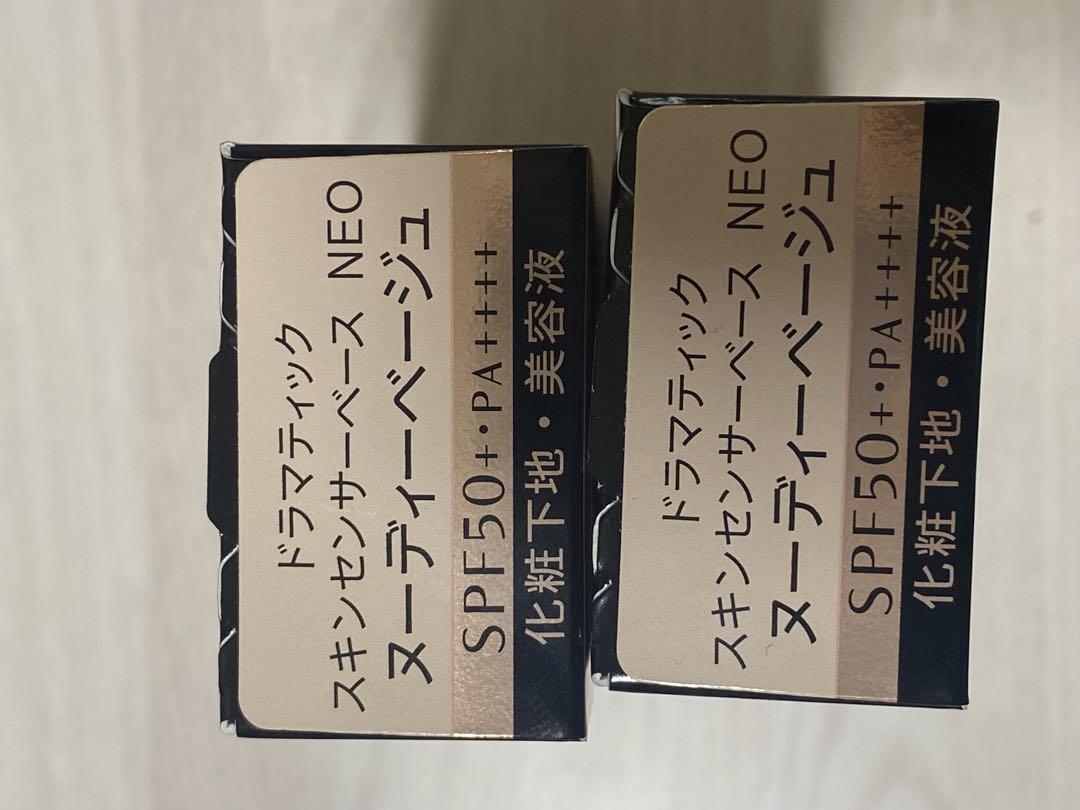 ドラマティック
スキンセンサーベース NEO
ヌーディーベージュ
SPF50+・PA++++
化粧下地・美容液
ドラマティック
スキンセンサーベース NEO
ヌーディーベージュ
SPF50+・PA++++
化粧下地・美容液